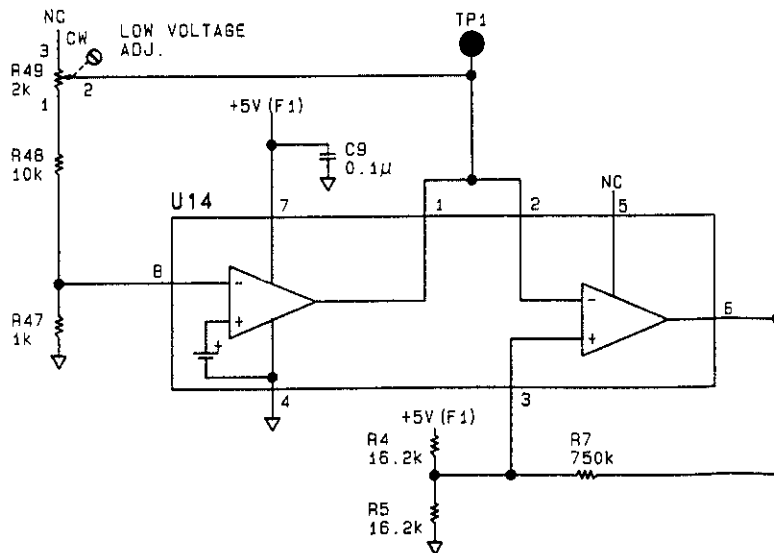 NC
TP1
3
CW
LOW VOLTAGE
ADJ.
R49
2k
2
1
+5V(F1)
R48
10k
C9
0.1µ
NC
U14
7
1
2
5
8
-
+
+
-
+
6
R47
1k
4
3
+5V(F1)
R4
16.2k
R7
750k
R5
16.2k